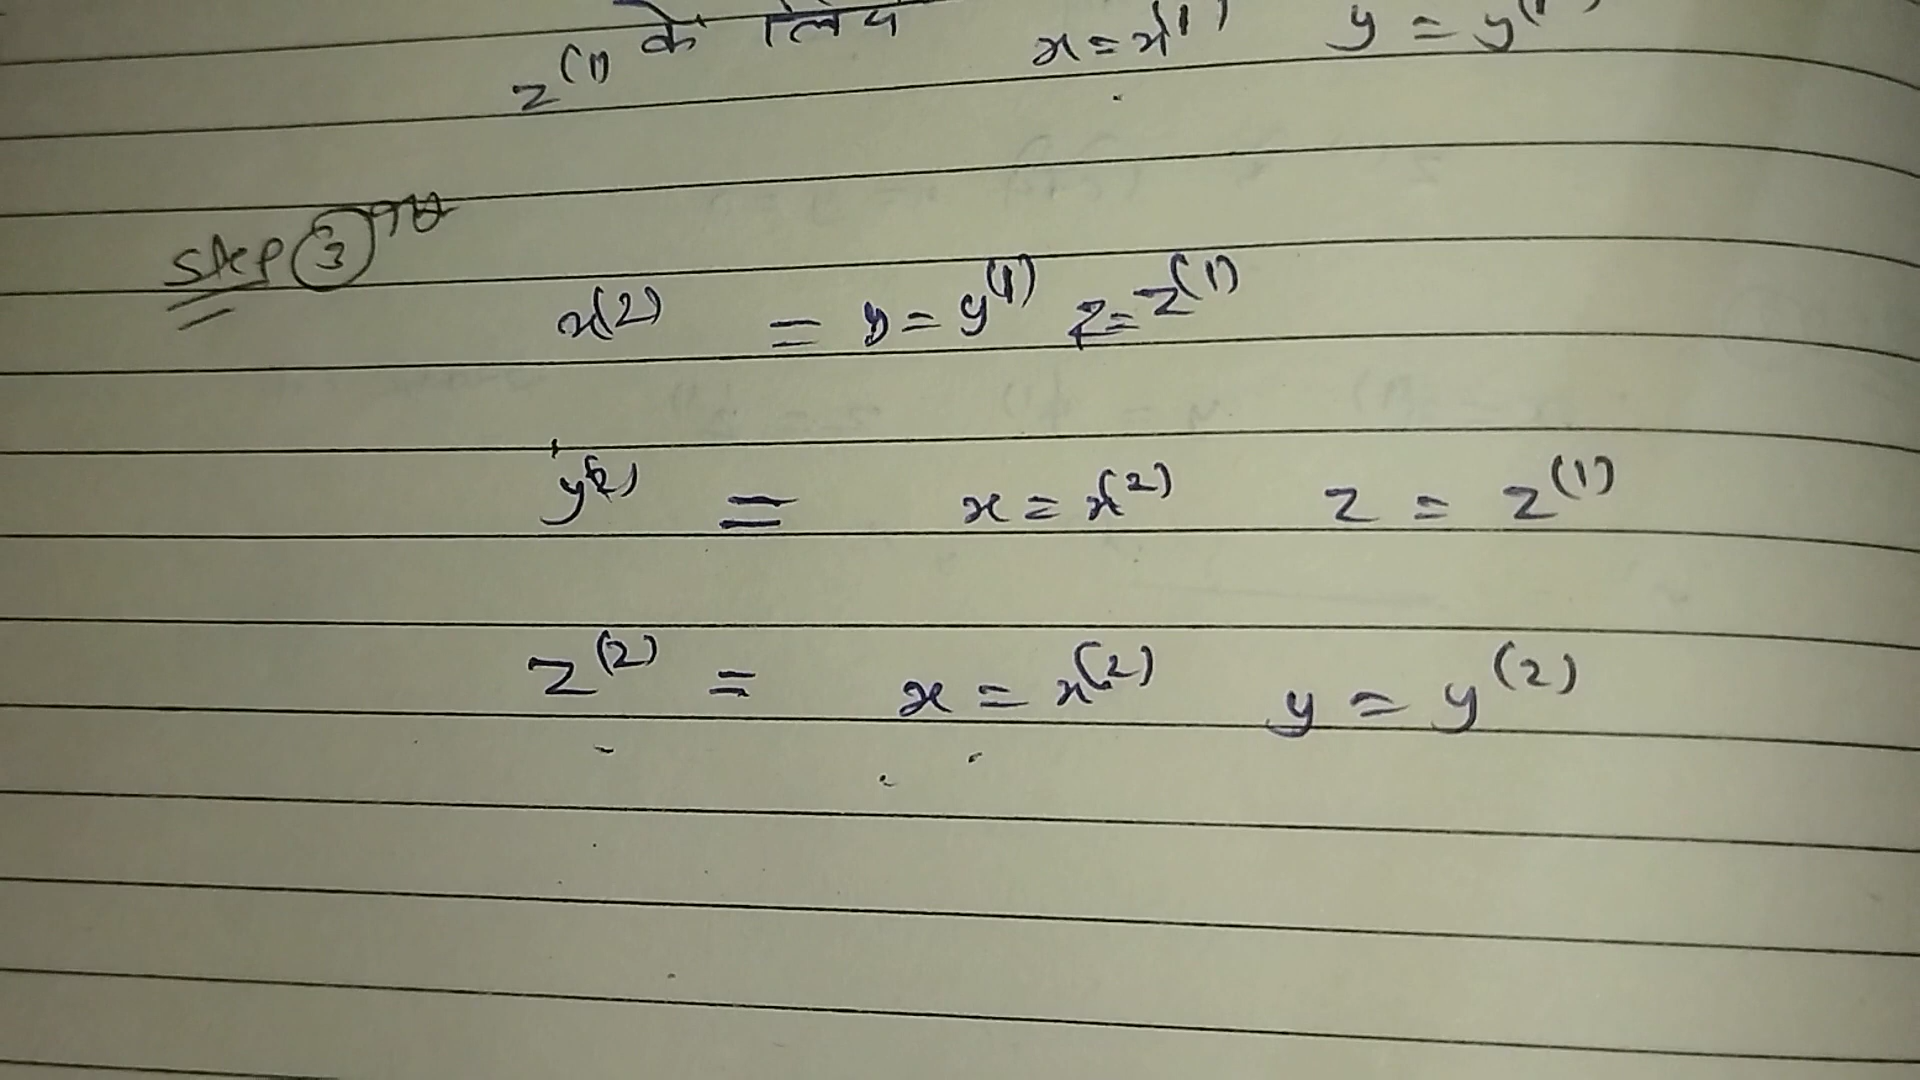 z(1) के लिये x = x(1) y = y(1)
Step 3
x(2) = y = y(1) z = z(1)
y(2) = x = x(2) z = z(1)
z(2) = x = x(2) y = y(2)